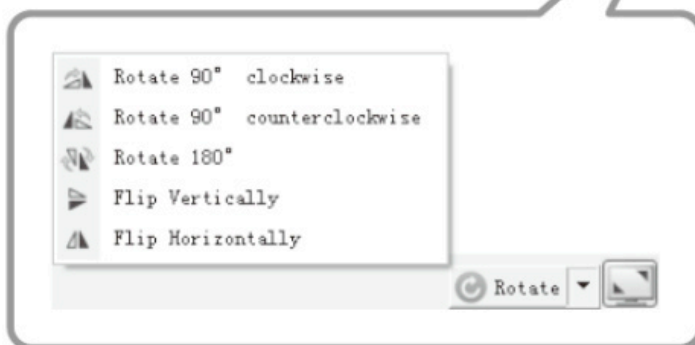 Rotate 90° clockwise
Rotate 90° counterclockwise
Rotate 180°
Flip Vertically
Flip Horizontally
Rotate